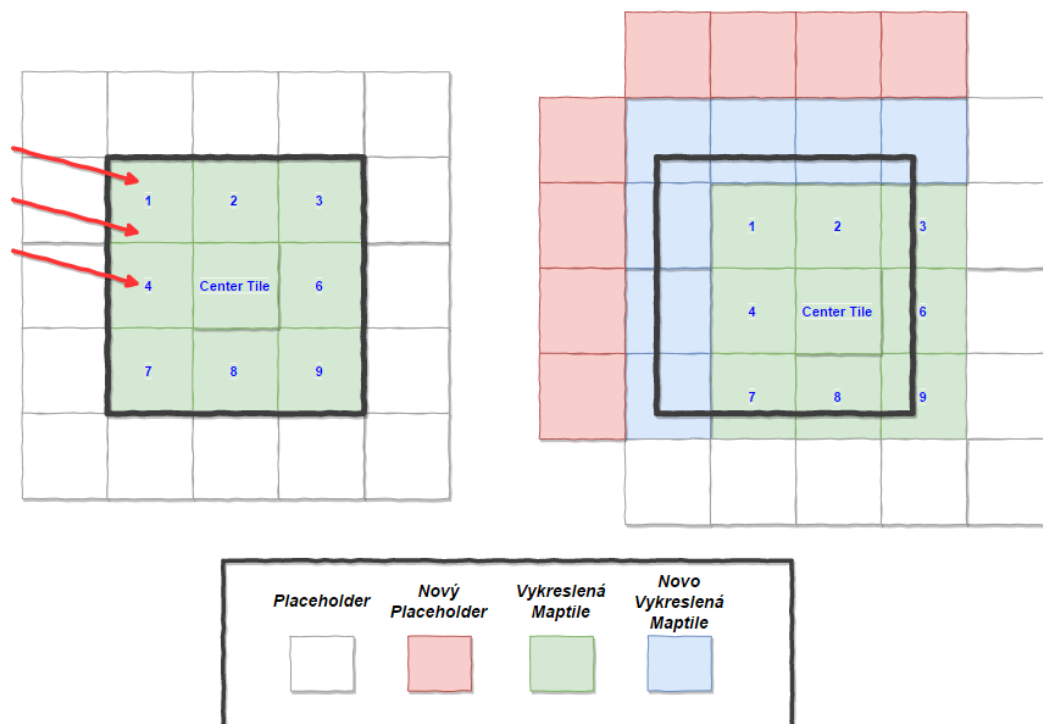 1 2 3
4 Center Tile 6
7 8 9
1 2 3
4 Center Tile 6
7 8 9
Placeholder
Nový
Placeholder
Vykreslená
Maptile
Novo
Vykreslená
Maptile